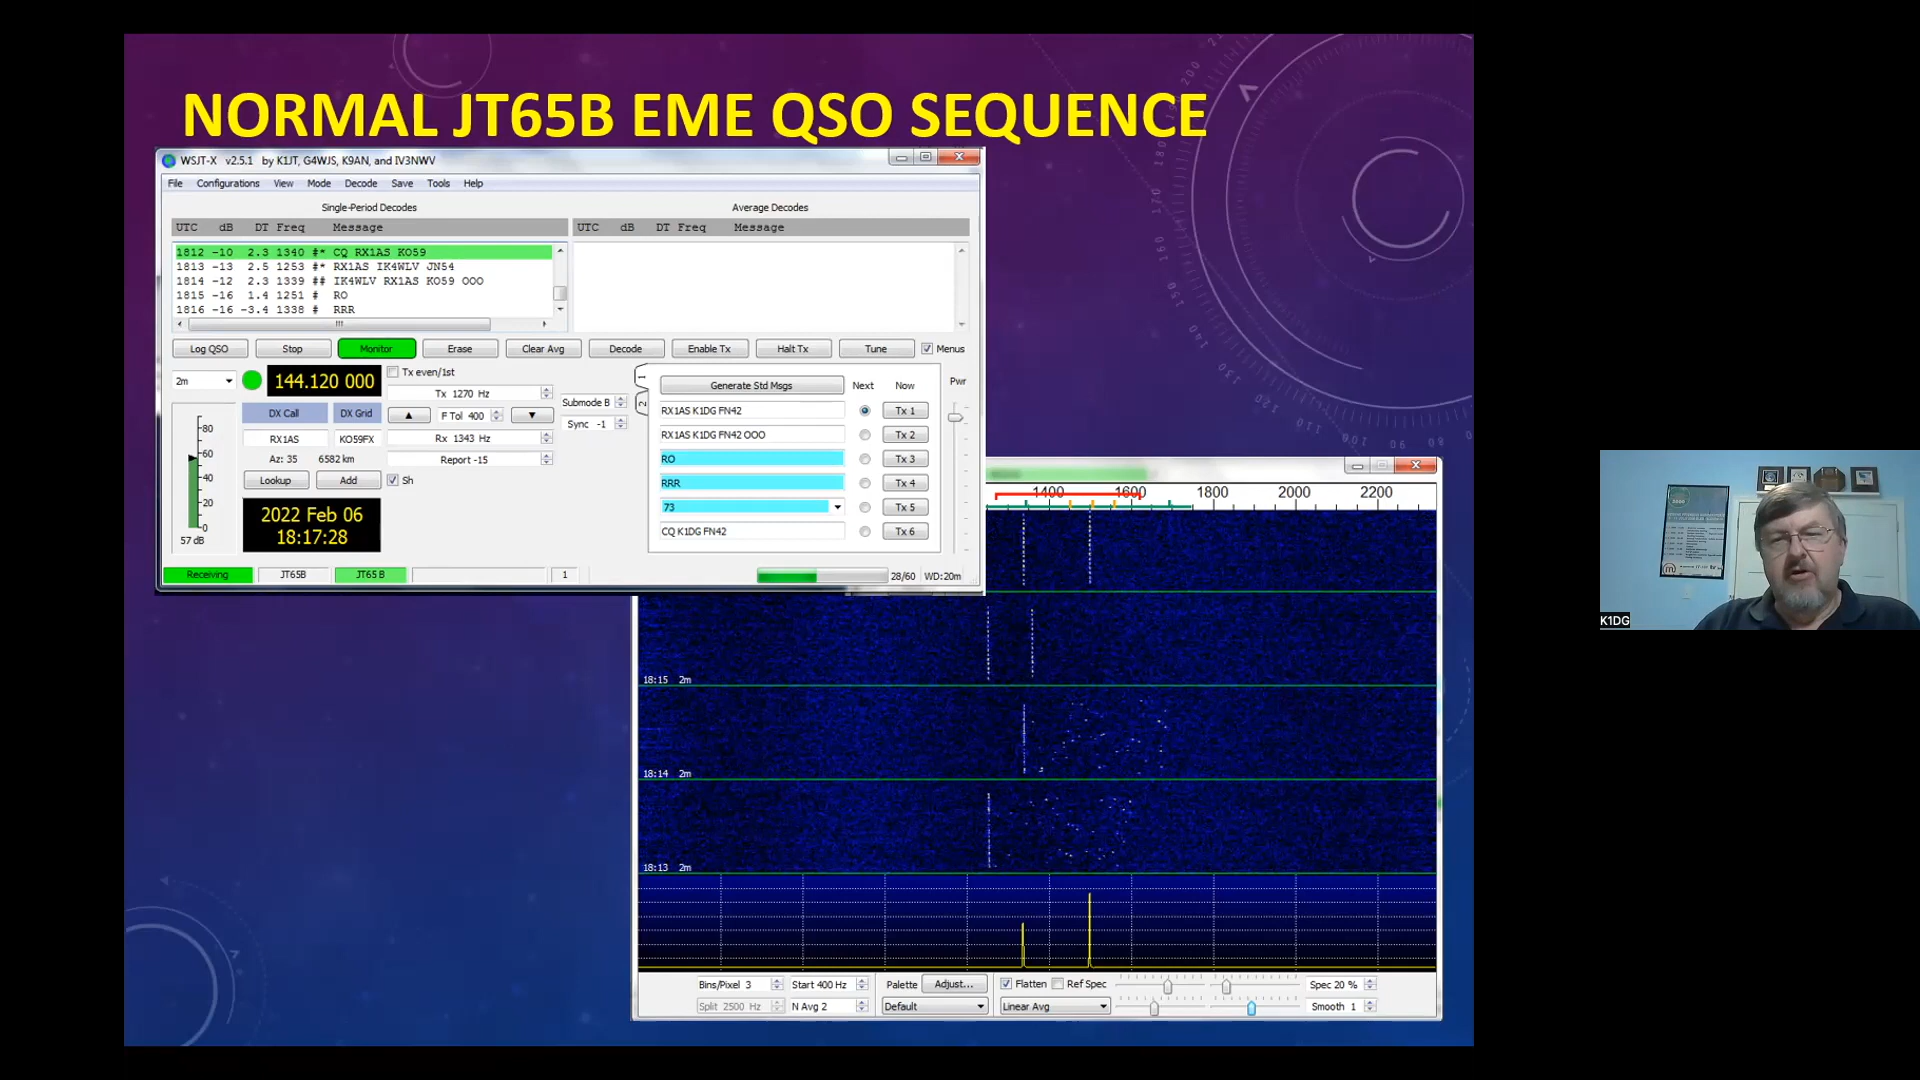 NORMAL JT65B EME QSO SEQUENCE
WSJT-X v2.5.1 by K1JT, G4WJS, K9AN, and IV3NWV
File Configurations View Mode Decode Save Tools Help
Single-Period Decodes Average Decodes
UTC dB DT Freq Message UTC dB DT Freq Message
1812 -10 2.3 1340 #* CQ RX1AS KO59
1813 -13 2.5 1253 #* RX1AS IK4WLV JN54
1814 -12 2.3 1339 ## IK4WLV RX1AS KO59 OOO
1815 -16 1.4 1251 # RO
1816 -16 -3.4 1338 # RRR
Log QSO Stop Monitor Erase Clear Avg Decode Enable Tx Halt Tx Tune Menus
2m 144.120 000 Tx even/1st
Tx 1270 Hz
DX Call DX Grid F Tol 400
Submode B
Sync -1
RX1AS KO59FX Rx 1343 Hz
Az: 35 6582 km Report -15
Lookup Add Sh
2022 Feb 06
18:17:28
80
60
40
20
0
57 dB
1
2
Generate Std Msgs Next Now Pwr
RX1AS K1DG FN42 Tx 1
RX1AS K1DG FN42 OOO Tx 2
RO Tx 3
RRR Tx 4
73 Tx 5
CQ K1DG FN42 Tx 6
Receiving JT65B JT65 B 1 28/60 WD:20m
1400 1600 1800 2000 2200
18:15 2m
18:14 2m
18:13 2m
Bins/Pixel 3 Start 400 Hz Palette Adjust... Flatten Ref Spec Spec 20 %
Split 2500 Hz N Avg 2 Default Linear Avg Smooth 1
K1DG